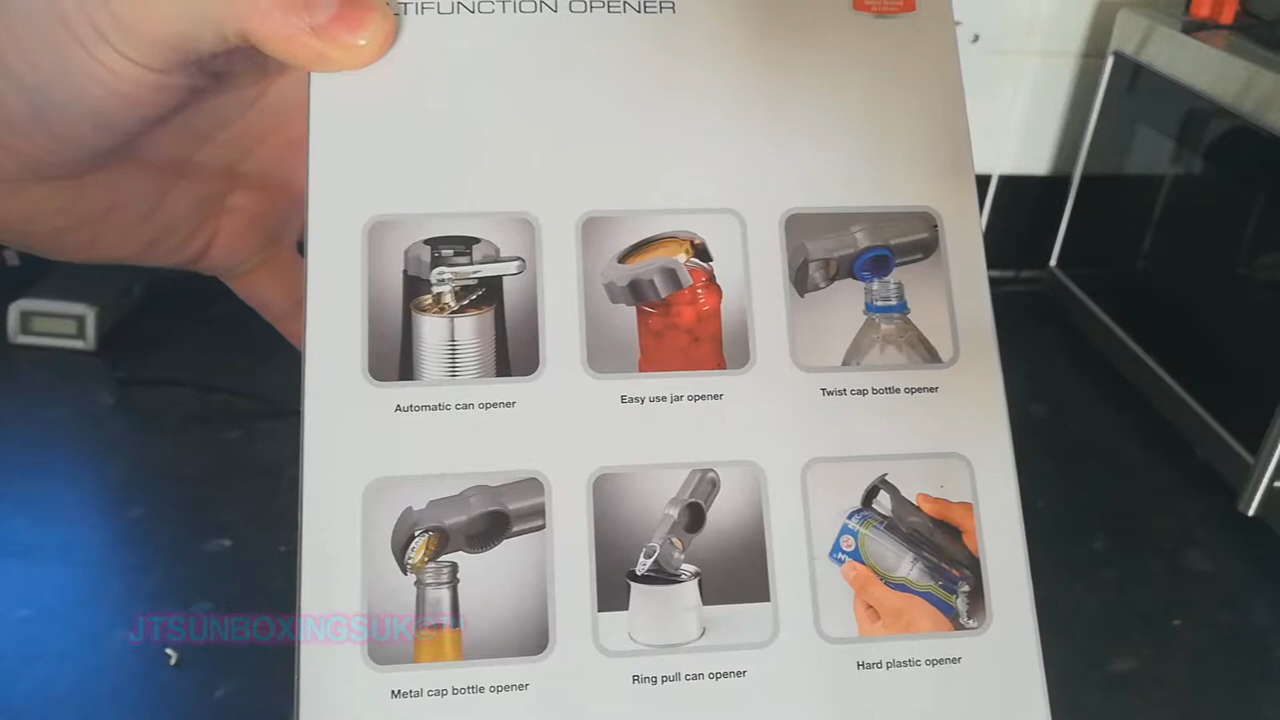 LTIFUNCTION OPENER
Automatic can opener
Easy use jar opener
Twist cap bottle opener
Metal cap bottle opener
Ring pull can opener
Hard plastic opener
JTSUNBOXINGSUK